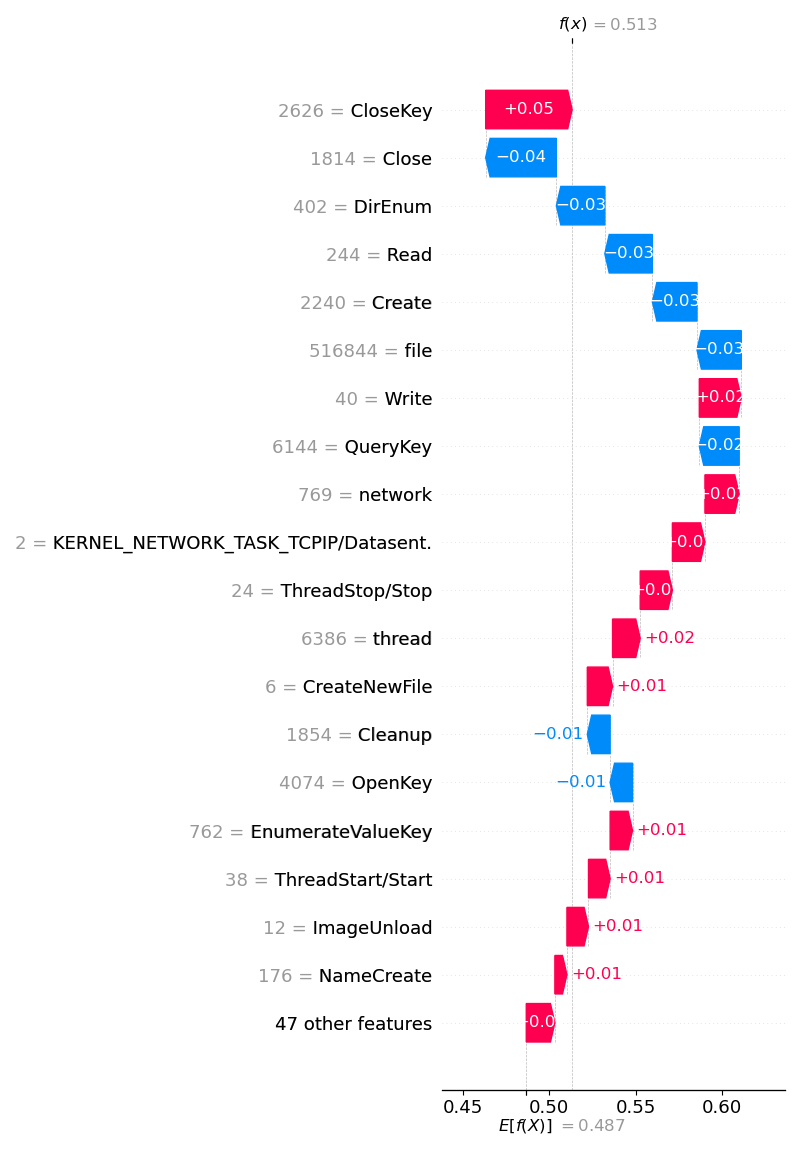 f(x) = 0.513
2626 = CloseKey +0.05
1814 = Close −0.04
402 = DirEnum −0.03
244 = Read −0.03
2240 = Create −0.03
516844 = file −0.03
40 = Write +0.02
6144 = QueryKey −0.02
769 = network
2 = KERNEL_NETWORK_TASK_TCPIP/Datasent.
24 = ThreadStop/Stop
6386 = thread +0.02
6 = CreateNewFile +0.01
1854 = Cleanup −0.01
4074 = OpenKey −0.01
762 = EnumerateValueKey +0.01
38 = ThreadStart/Start +0.01
12 = ImageUnload +0.01
176 = NameCreate +0.01
47 other features
0.45 0.50 0.55 0.60
E[f(X)] = 0.487